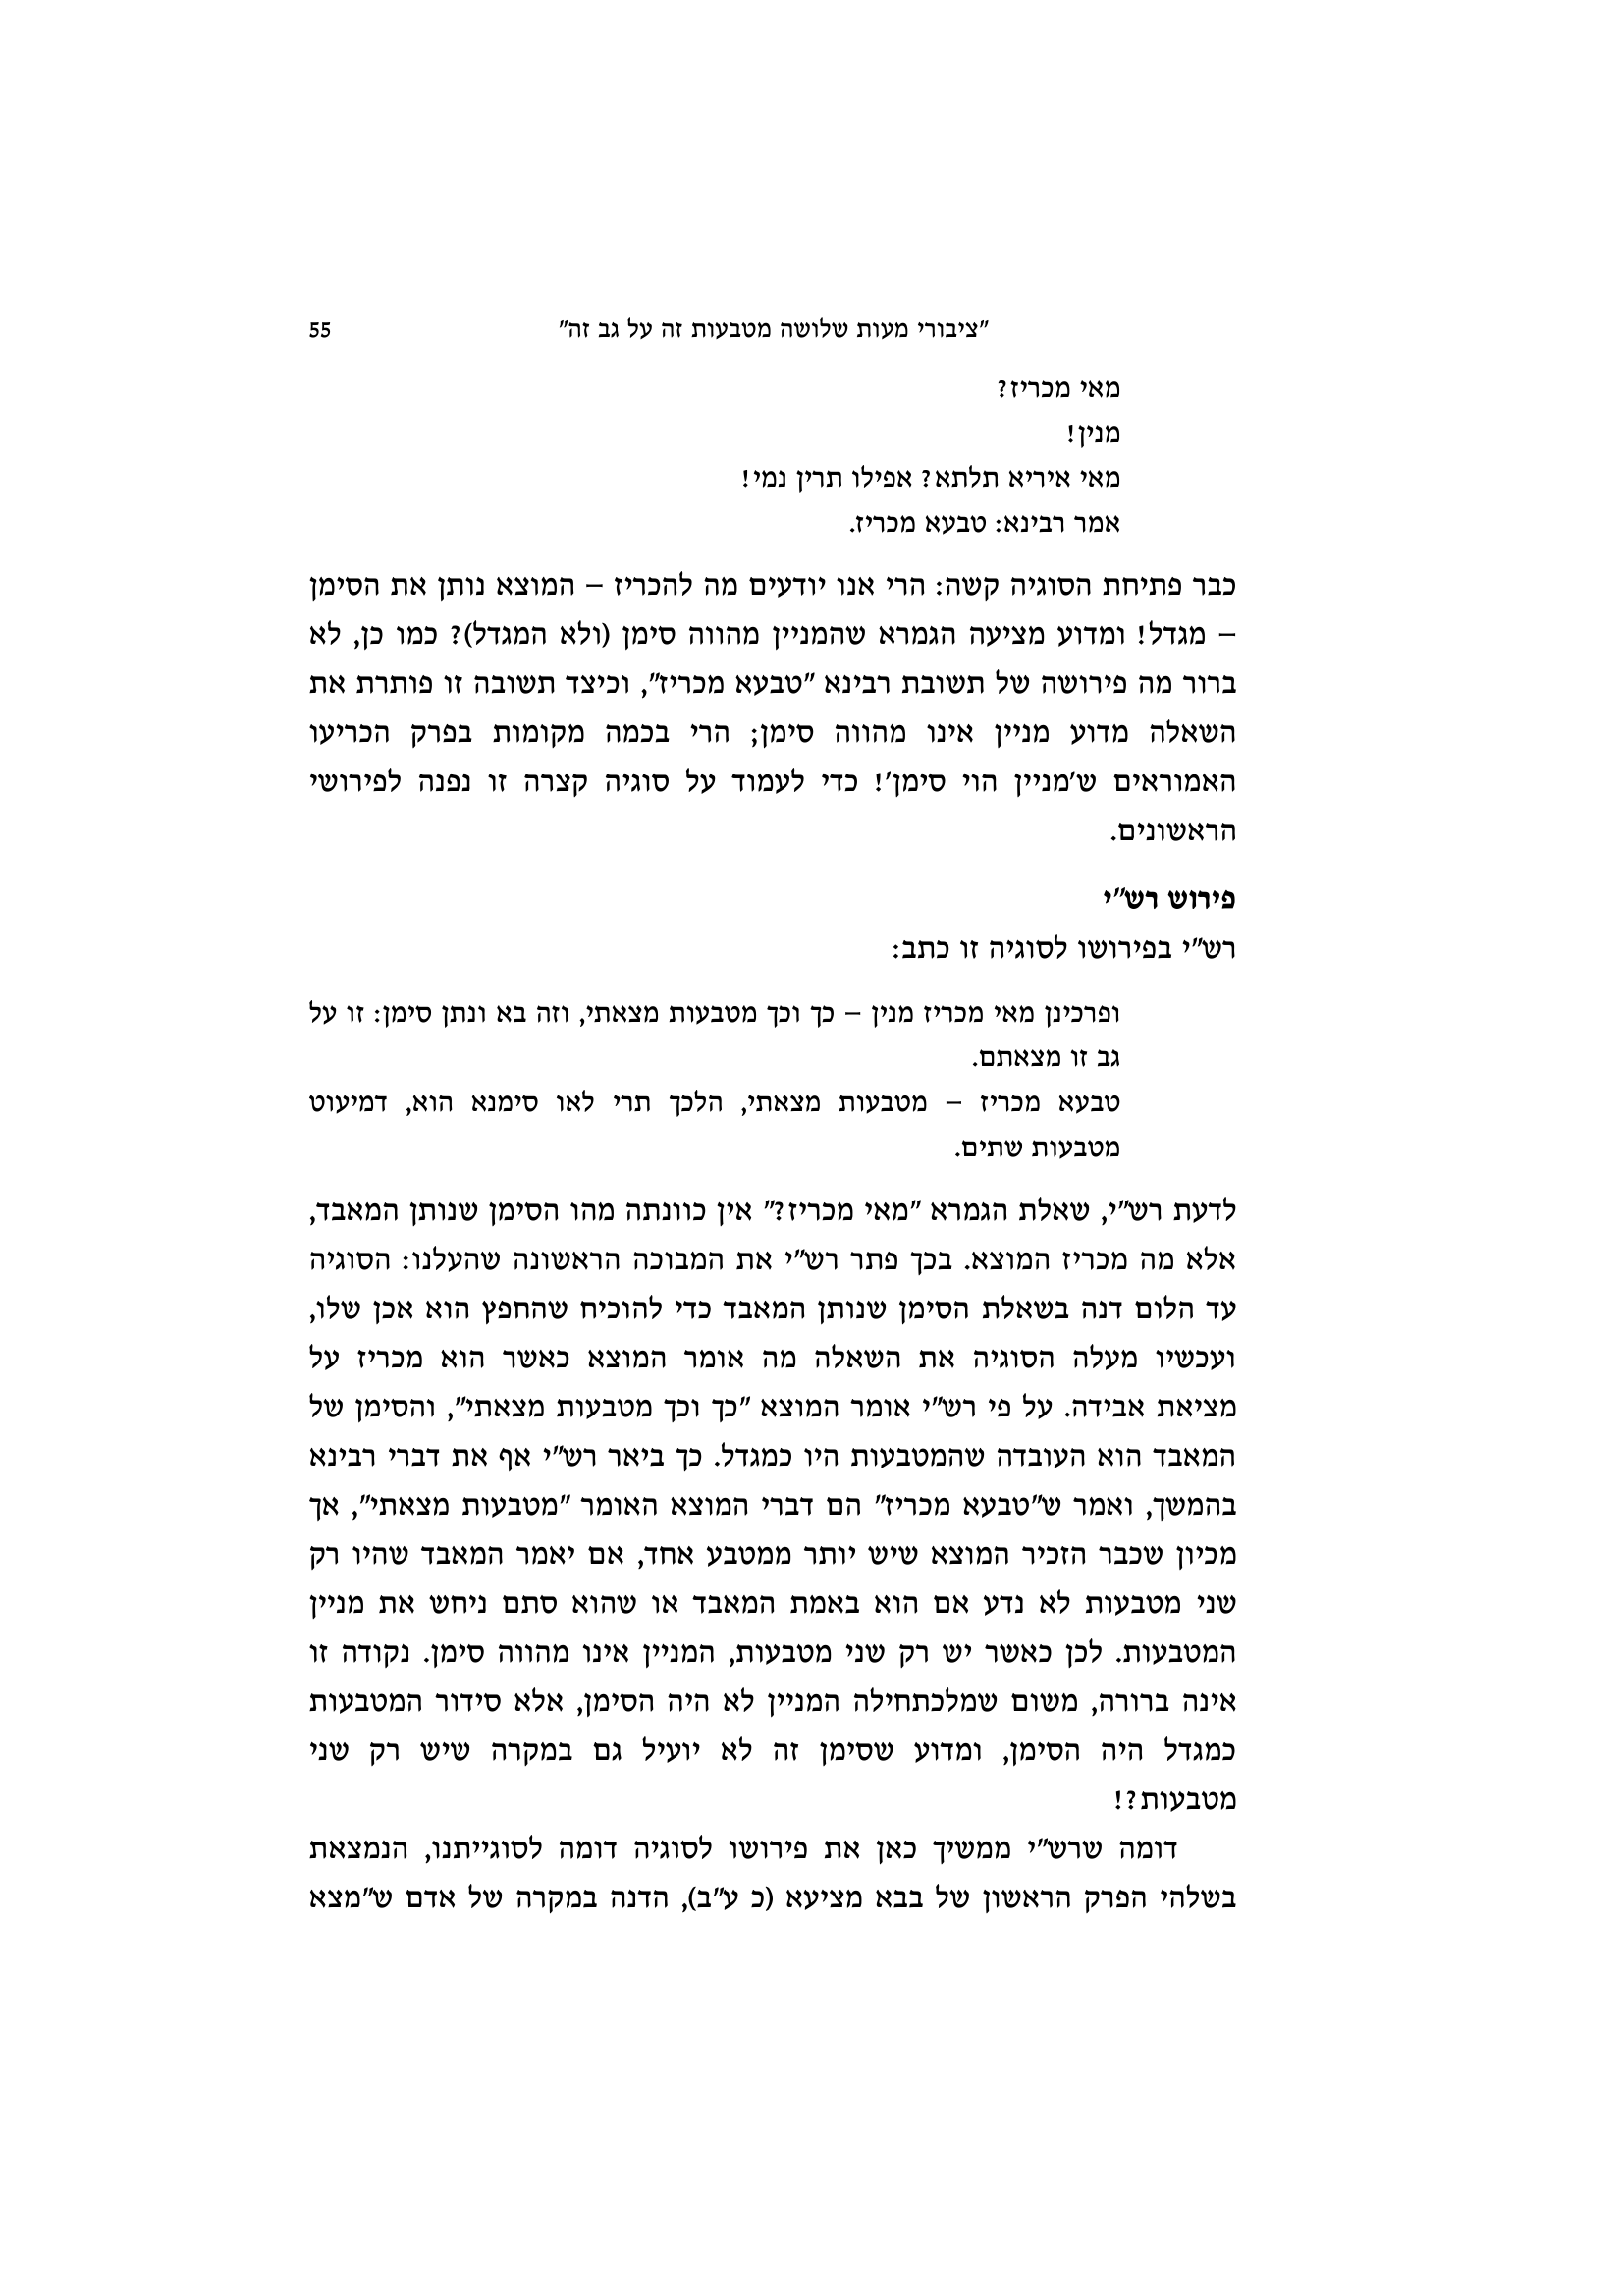 "ציבורי מעות שלושה מטבעות זה על גב זה" 55
מאי מכריז?
מנין!
מאי איריא תלתא? אפילו תרין נמי!
אמר רבינא: טבעא מכריז.
כבר פתיחת הסוגיה קשה: הרי אנו יודעים מה להכריז – המוצא נותן את הסימן
– מגדל! ומדוע מציעה הגמרא שהמניין מהווה סימן (ולא המגדל)? כמו כן, לא
ברור מה פירושה של תשובת רבינא "טבעא מכריז", וכיצד תשובה זו פותרת את
השאלה מדוע מניין אינו מהווה סימן; הרי בכמה מקומות בפרק הכריעו
האמוראים ש'מניין הוי סימן'! כדי לעמוד על סוגיה קצרה זו נפנה לפירושי
הראשונים.
פירוש רש"י
רש"י בפירושו לסוגיה זו כתב:
ופרכינן מאי מכריז מנין – כך וכך מטבעות מצאתי, וזה בא ונתן סימן: זו על
גב זו מצאתם.
טבעא מכריז – מטבעות מצאתי, הלכך תרי לאו סימנא הוא, דמיעוט
מטבעות שתים.
לדעת רש"י, שאלת הגמרא "מאי מכריז?" אין כוונתה מהו הסימן שנותן המאבד,
אלא מה מכריז המוצא. בכך פתר רש"י את המבוכה הראשונה שהעלנו: הסוגיה
עד הלום דנה בשאלת הסימן שנותן המאבד כדי להוכיח שהחפץ הוא אכן שלו,
ועכשיו מעלה הסוגיה את השאלה מה אומר המוצא כאשר הוא מכריז על
מציאת אבידה. על פי רש"י אומר המוצא "כך וכך מטבעות מצאתי", והסימן של
המאבד הוא העובדה שהמטבעות היו כמגדל. כך ביאר רש"י אף את דברי רבינא
בהמשך, ואמר ש"טבעא מכריז" הם דברי המוצא האומר "מטבעות מצאתי", אך
מכיון שכבר הזכיר המוצא שיש יותר ממטבע אחד, אם יאמר המאבד שהיו רק
שני מטבעות לא נדע אם הוא באמת המאבד או שהוא סתם ניחש את מניין
המטבעות. לכן כאשר יש רק שני מטבעות, המניין אינו מהווה סימן. נקודה זו
אינה ברורה, משום שמלכתחילה המניין לא היה הסימן, אלא סידור המטבעות
כמגדל היה הסימן, ומדוע שסימן זה לא יועיל גם במקרה שיש רק שני
מטבעות?!
דומה שרש"י ממשיך כאן את פירושו לסוגיה דומה לסוגייתנו, הנמצאת
בשלהי הפרק הראשון של בבא מציעא (כ ע"ב), הדנה במקרה של אדם ש"מצא